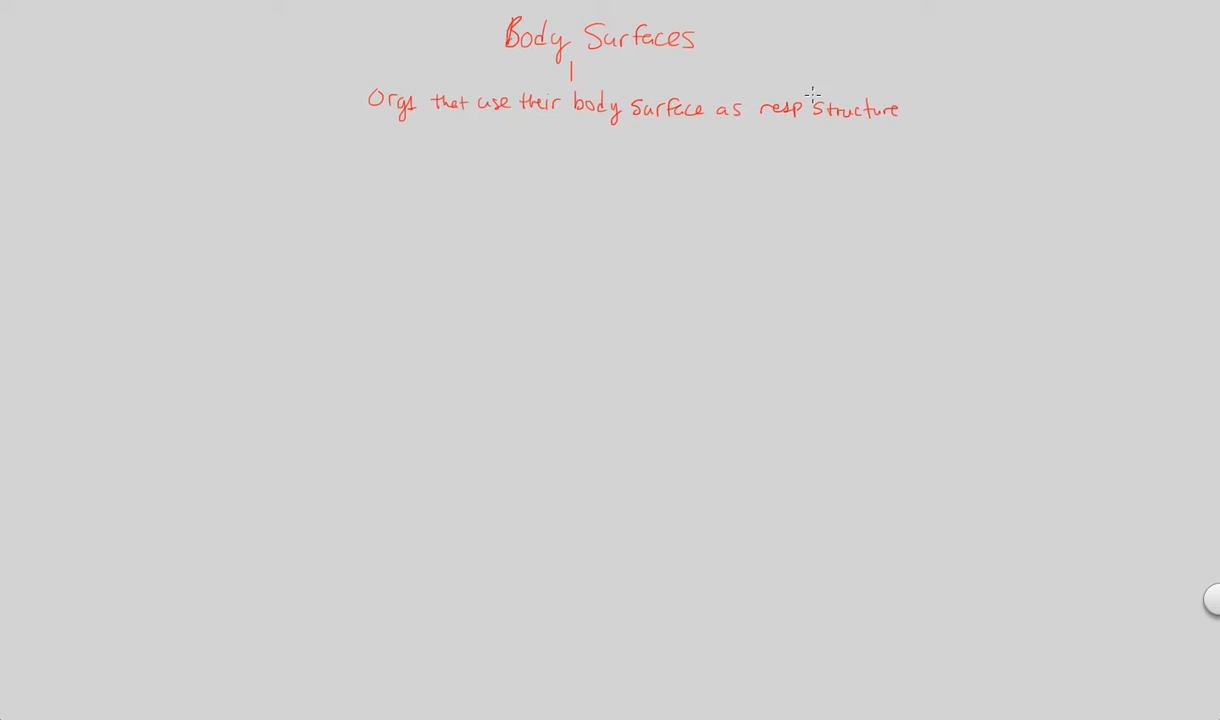 Body Surfaces
Orgs that use their body surface as resp structure